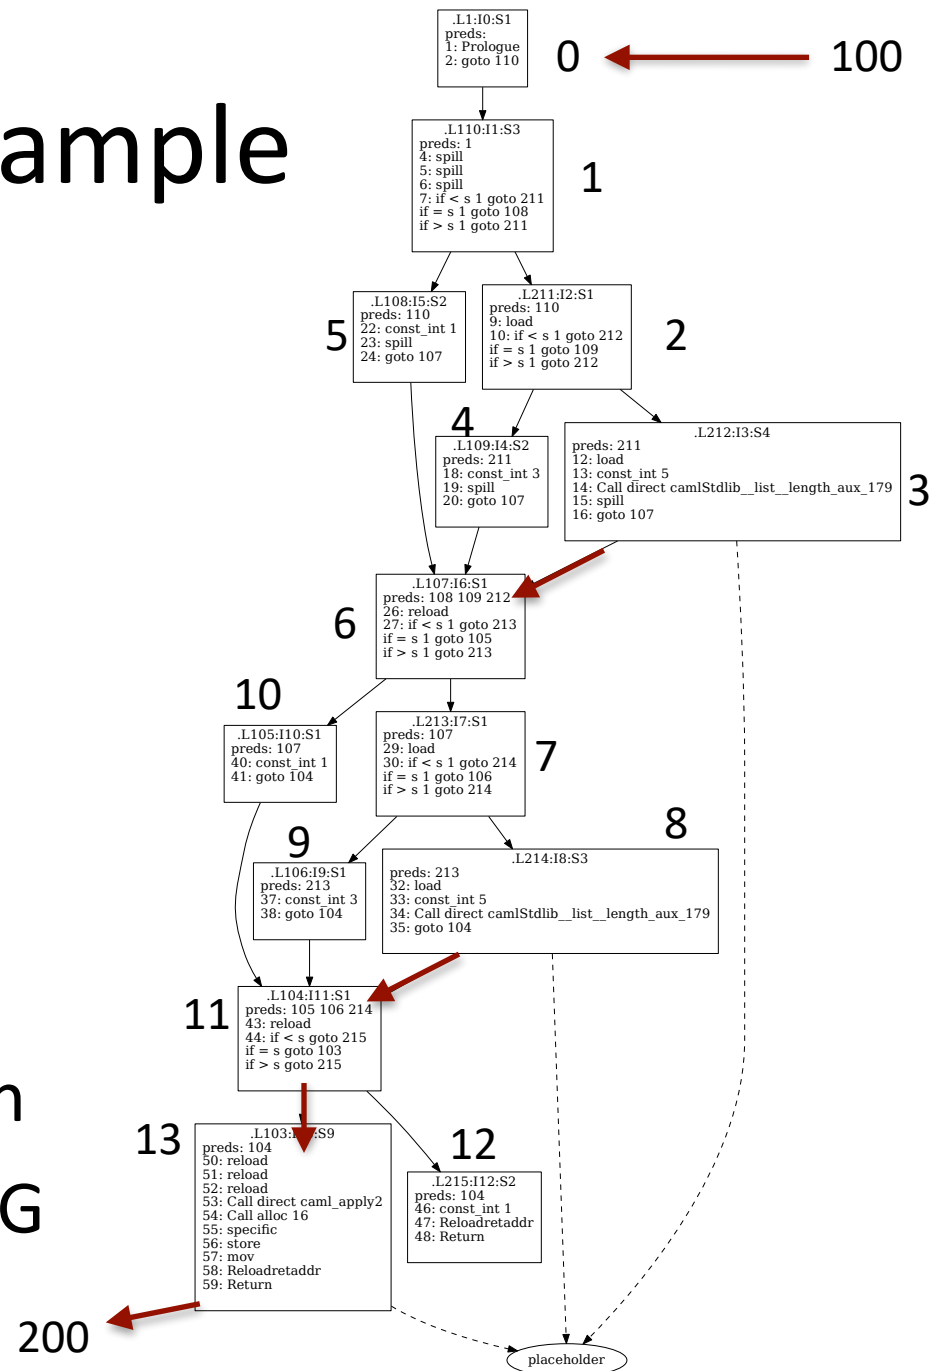 .L1:I0:S1
preds:
1: Prologue
2: goto 110
0
100
ample
.L110:I1:S3
preds: 1
4: spill
5: spill
6: spill
7: if < s 1 goto 211
if = s 1 goto 108
if > s 1 goto 211
1
.L108:I5:S2
preds: 110
22: const_int 1
23: spill
24: goto 107
5
.L211:I2:S1
preds: 110
9: load
10: if < s 1 goto 212
if = s 1 goto 109
if > s 1 goto 212
2
4
.L109:I4:S2
preds: 211
18: const_int 3
19: spill
20: goto 107
.L212:I3:S4
preds: 211
12: load
13: const_int 5
14: Call direct camlStdlib__list__length_aux_179
15: spill
16: goto 107
3
.L107:I6:S1
preds: 108 109 212
26: reload
27: if < s 1 goto 213
if = s 1 goto 105
if > s 1 goto 213
6
10
.L105:I10:S1
preds: 107
40: const_int 1
41: goto 104
.L213:I7:S1
preds: 107
29: load
30: if < s 1 goto 214
if = s 1 goto 106
if > s 1 goto 214
7
9
.L106:I9:S1
preds: 213
37: const_int 3
38: goto 104
8
.L214:I8:S3
preds: 213
32: load
33: const_int 5
34: Call direct camlStdlib__list__length_aux_179
35: goto 104
11
.L104:I11:S1
preds: 105 106 214
43: reload
44: if < s goto 215
if = s goto 103
if > s goto 215
n
G
13
.L103: :S9
preds: 104
50: reload
51: reload
52: reload
53: Call direct caml_apply2
54: Call alloc 16
55: specific
56: store
57: mov
58: Reloadretaddr
59: Return
12
.L215:I12:S2
preds: 104
46: const_int 1
47: Reloadretaddr
48: Return
200
placeholder